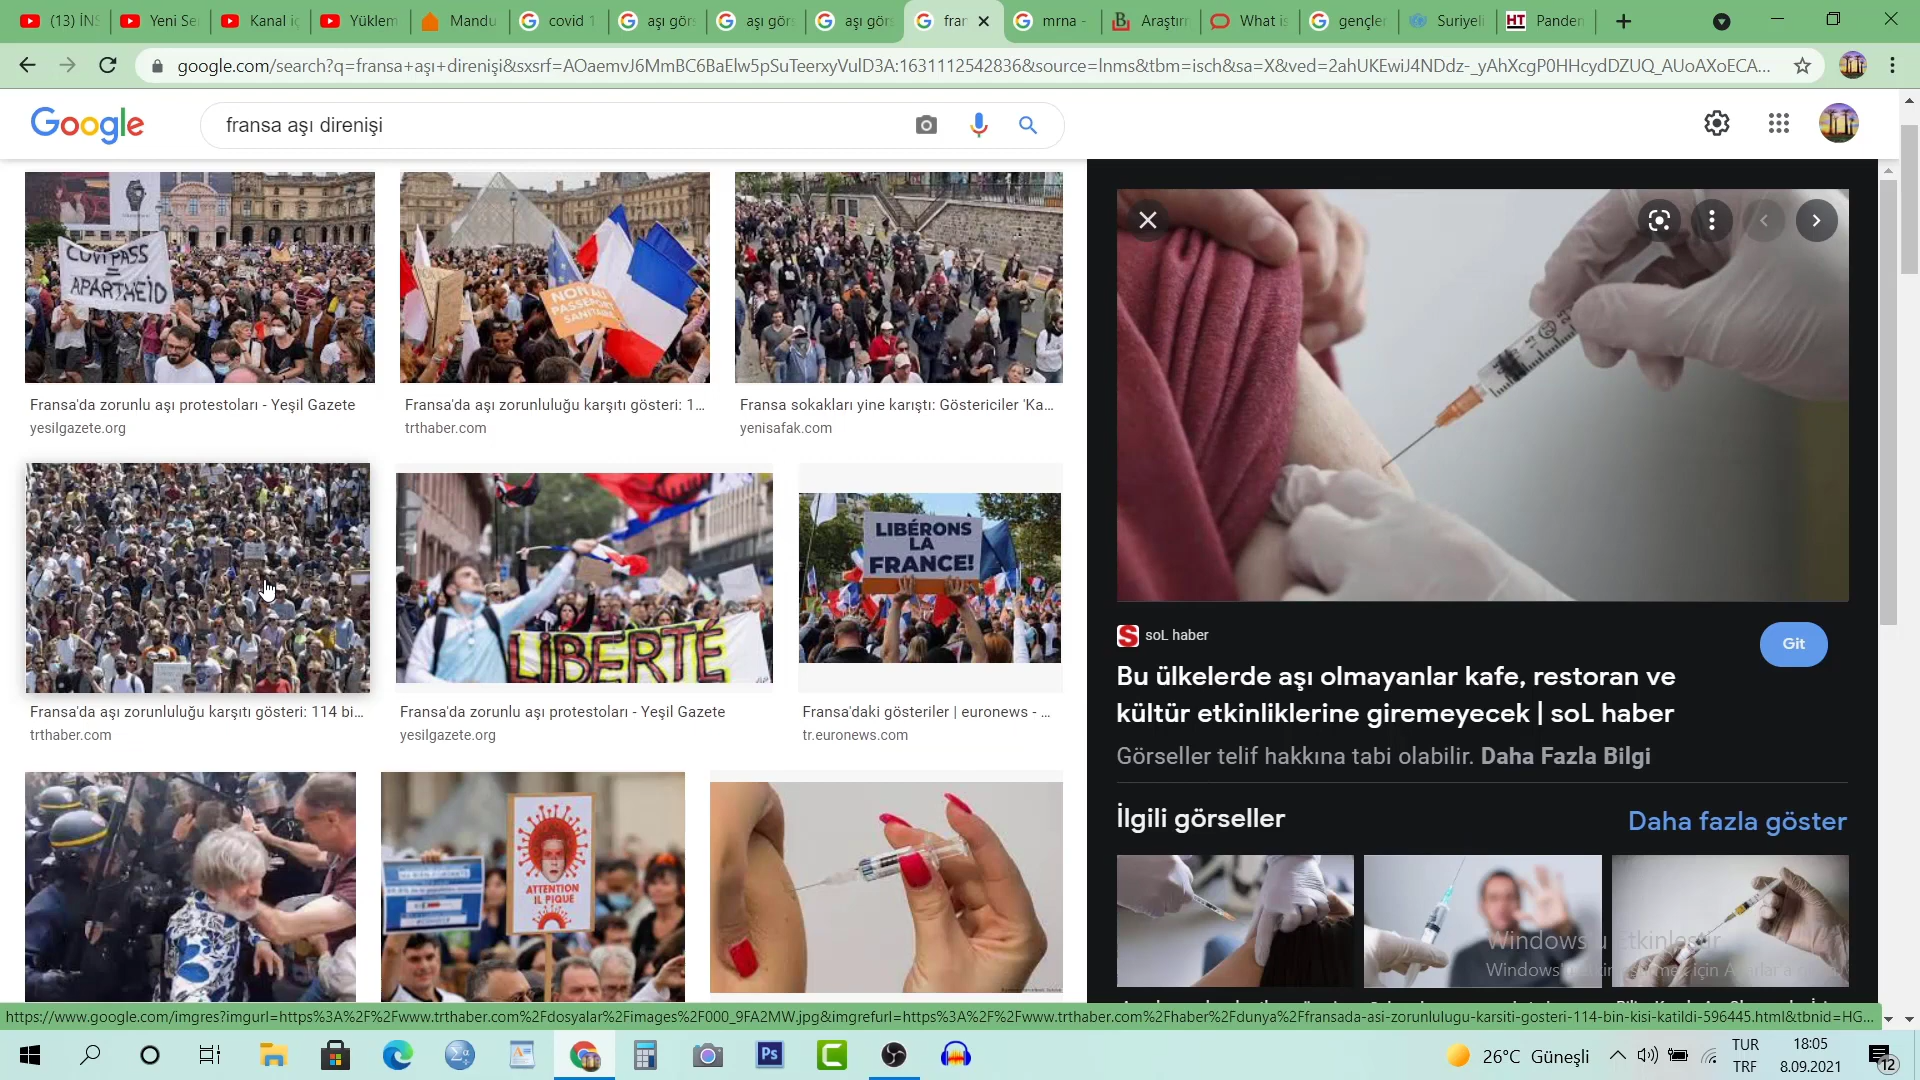 (13) İNS
Yeni Se
Kanal iç
Yüklem
Mandu
covid 1
aşı görs
aşı görs
aşı görs
fran
mrna -
Araştırm
What is
gençler
Suriyeli
HT Pandem
google.com/search?q=fransa+aşı+direnişi&sxsrf=AOaemvJ6MmBC6BaElw5pSuTeerxyVulD3A:1631112542836&source=lnms&tbm=isch&sa=X&ved=2ahUKEwiJ4NDdz-_yAhXcgP0HHcydDZUQ_AUoAXoECA...
Google
fransa aşı direnişi
COVI PASS
=
APARTHEID
NON AU
PASSEPORT
SANITAIRE
Fransa'da zorunlu aşı protestoları - Yeşil Gazete
yesilgazete.org
Fransa'da aşı zorunluluğu karşıtı gösteri: 1...
trthaber.com
Fransa sokakları yine karıştı: Göstericiler 'Ka...
yenisafak.com
LIBERTÉ
LIBÉRONS
LA
FRANCE!
Fransa'da aşı zorunluluğu karşıtı gösteri: 114 bi...
trthaber.com
Fransa'da zorunlu aşı protestoları - Yeşil Gazete
yesilgazete.org
Fransa'daki gösteriler | euronews - ...
tr.euronews.com
ATTENTION
IL PIQUE
S soL haber
Git
Bu ülkelerde aşı olmayanlar kafe, restoran ve
kültür etkinliklerine giremeyecek | soL haber
Görseller telif hakkına tabi olabilir. Daha Fazla Bilgi
İlgili görseller
Daha fazla göster
https://www.google.com/imgres?imgurl=https%3A%2F%2Fwww.trthaber.com%2Fdosyalar%2Fimages%2F000_9FA2MW.jpg&imgrefurl=https%3A%2F%2Fwww.trthaber.com%2Fhaber%2Fdunya%2Ffransada-asi-zorunlulugu-karsiti-gosteri-114-bin-kisi-katildi-596445.html&tbnid=HG...
Ps
26°C Güneşli
TUR
TRF
18:05
8.09.2021
12